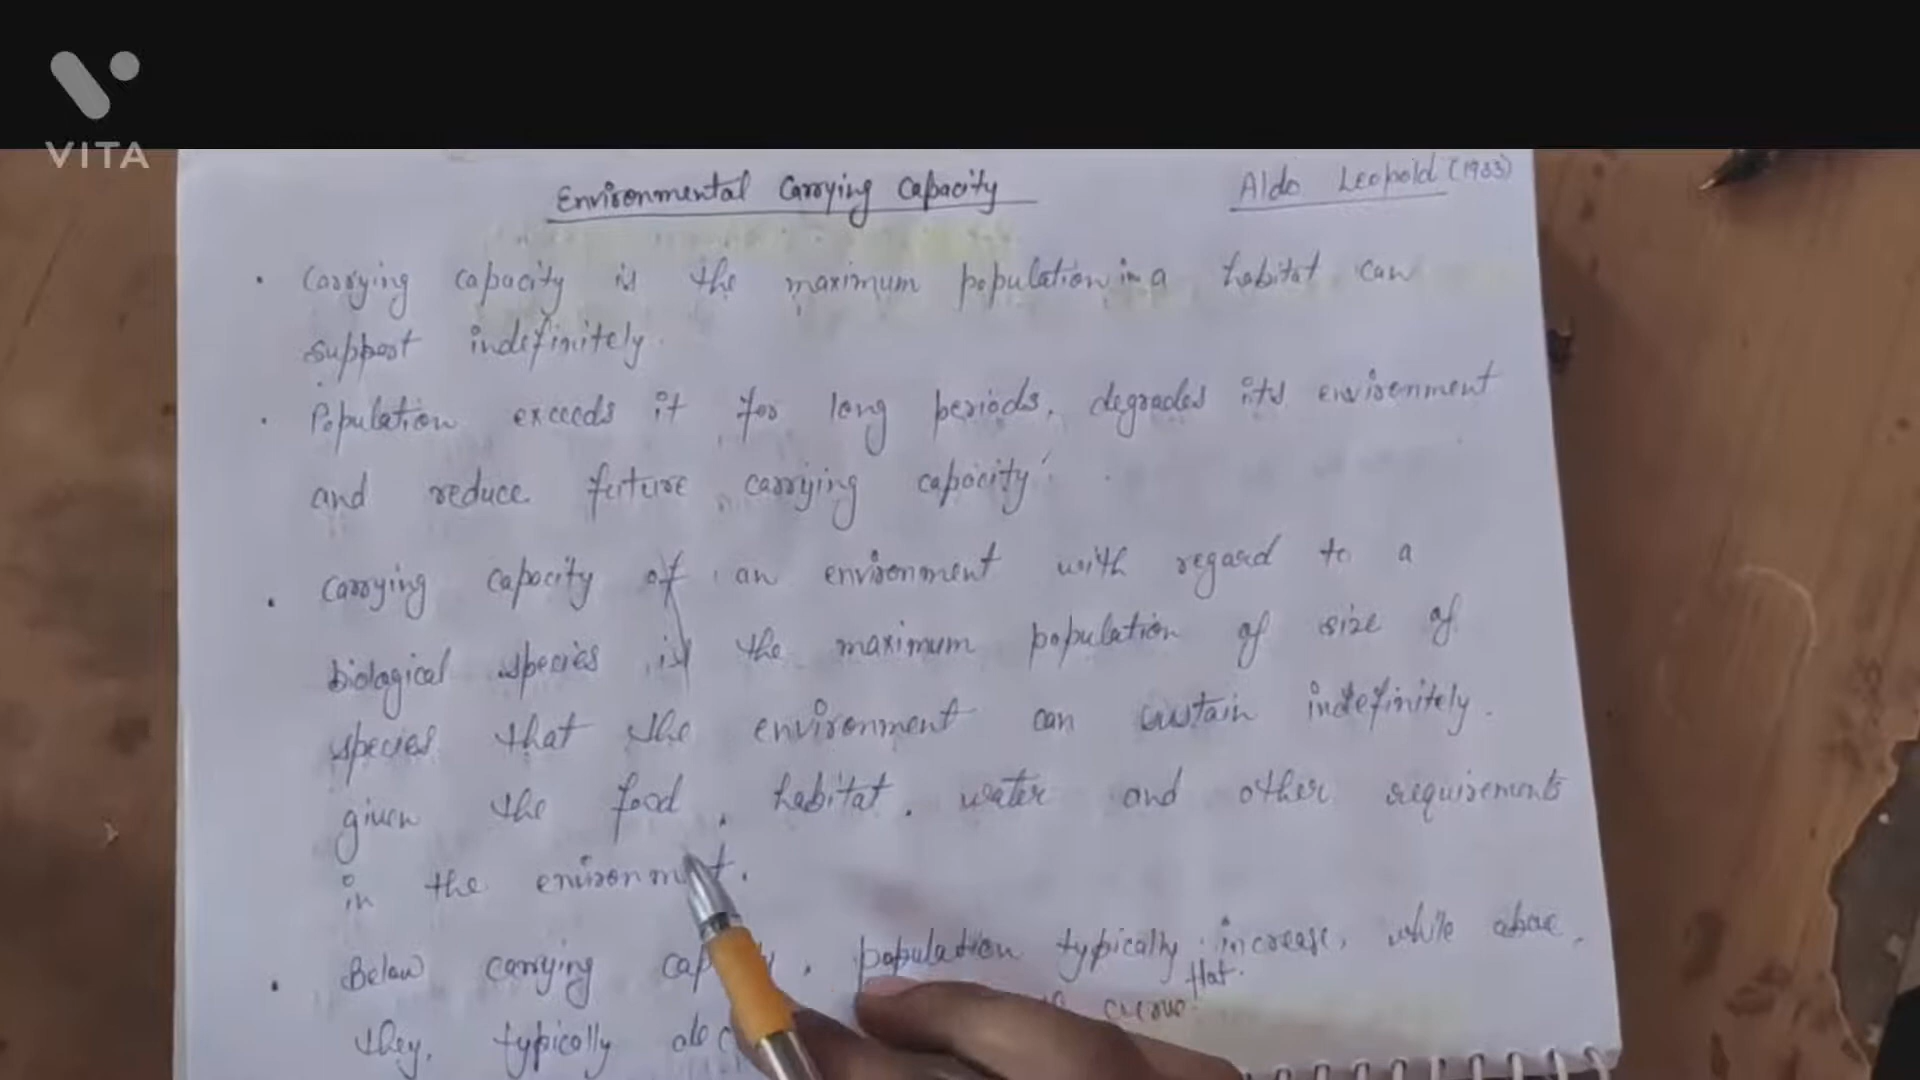 VITA
Environmental Carrying Capacity
Aldo Leopold (1933)
. Carrying capacity is the maximum population in a habitat can
support indefinitely.
. Population exceeds it for long periods, degrades its environment
and reduce future carrying capacity.
. Carrying capacity of an environment with regard to a
biological species is the maximum population of size of
species that the environment can sustain indefinitely.
given the food, habitat, water and other requirements
in the
. Below carrying population typically increase, while above,
flat.
they, typically curve.